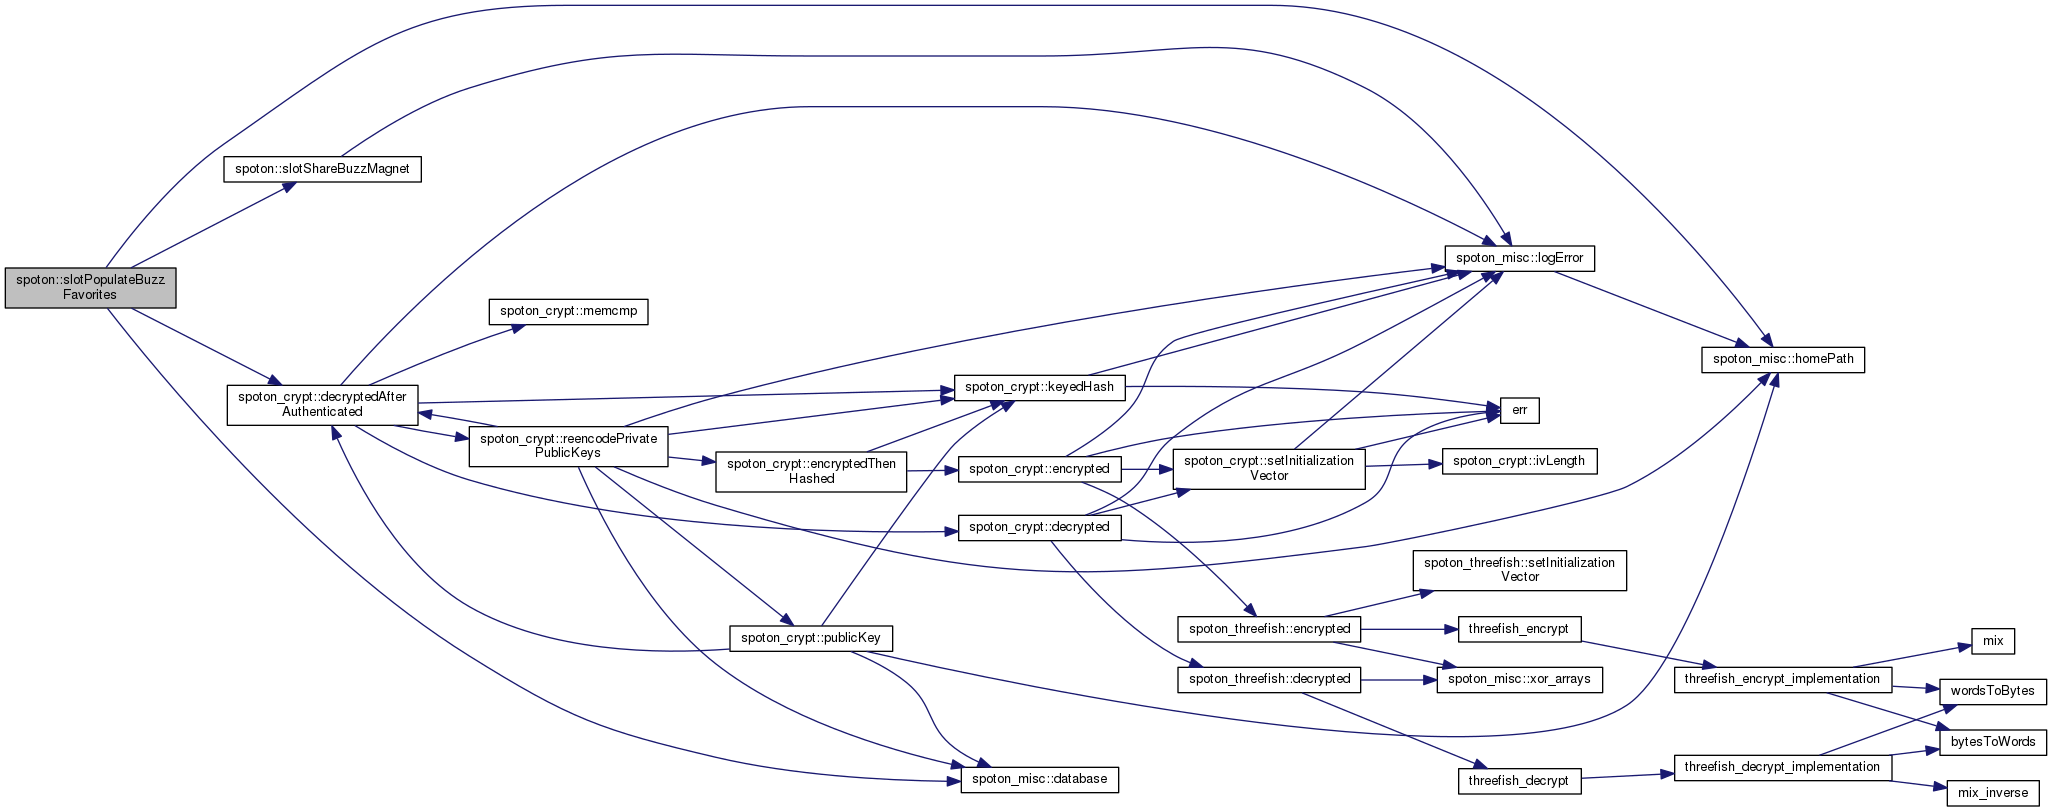 spoton::slotPopulateBuzz
Favorites
spoton::slotShareBuzzMagnet
spoton_crypt::decryptedAfter
Authenticated
spoton_crypt::memcmp
spoton_crypt::reencodePrivate
PublicKeys
spoton_crypt::encryptedThen
Hashed
spoton_crypt::publicKey
spoton_crypt::keyedHash
spoton_crypt::encrypted
spoton_crypt::decrypted
spoton_misc::database
spoton_crypt::setInitialization
Vector
spoton_threefish::encrypted
spoton_threefish::decrypted
spoton_misc::logError
err
spoton_crypt::ivLength
spoton_threefish::setInitialization
Vector
threefish_encrypt
spoton_misc::xor_arrays
threefish_decrypt
spoton_misc::homePath
threefish_encrypt_implementation
threefish_decrypt_implementation
mix
wordsToBytes
bytesToWords
mix_inverse